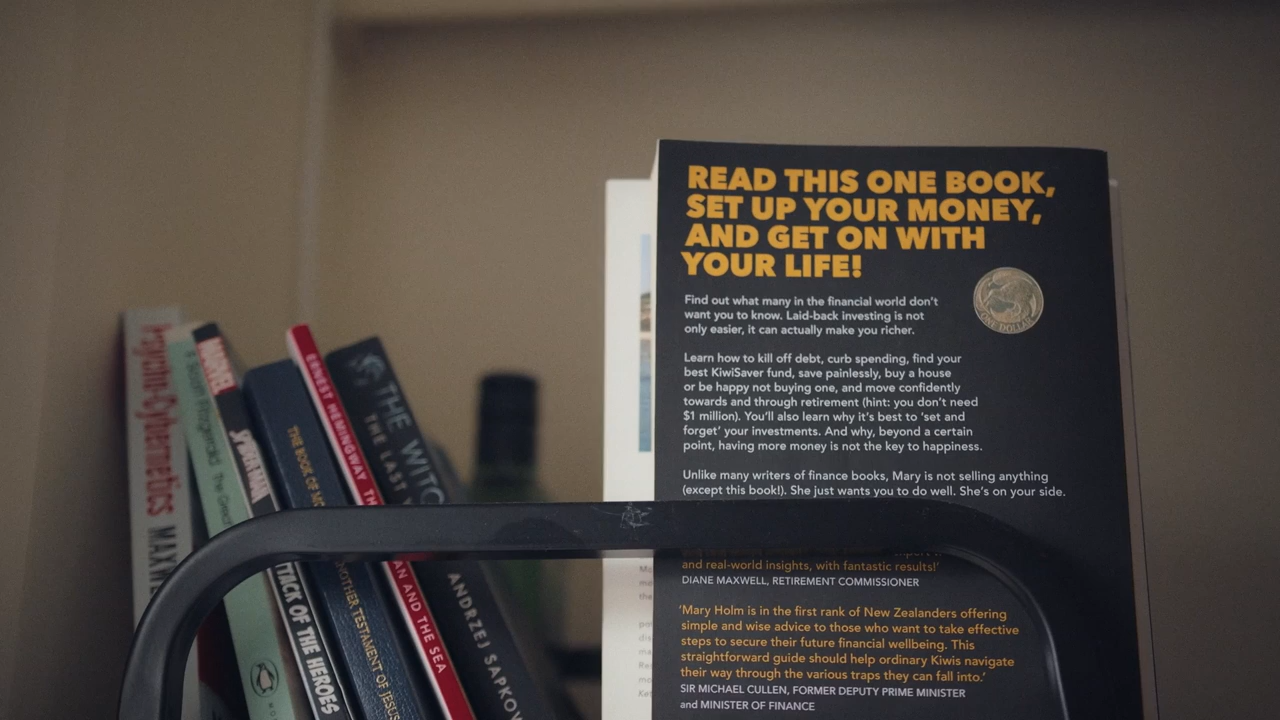 Psycho-Cybernetics MAXW
F. Scott Fitzgerald The Great
MARVEL
SPIDER-MAN
ATTACK OF THE HEROES
THE BOOK OF MO
ANOTHER TESTAMENT OF JESUS
ERNEST HEMINGWAY TH
AN AND THE SEA
THE WITC
THE LAST
ANDRZEJ SAPKOW
READ THIS ONE BOOK,
SET UP YOUR MONEY,
AND GET ON WITH
YOUR LIFE!
ONE DOLLAR
Find out what many in the financial world don't
want you to know. Laid-back investing is not
only easier, it can actually make you richer.
Learn how to kill off debt, curb spending, find your
best KiwiSaver fund, save painlessly, buy a house
or be happy not buying one, and move confidently
towards and through retirement (hint: you don't need
$1 million). You'll also learn why it's best to 'set and
forget' your investments. And why, beyond a certain
point, having more money is not the key to happiness.
Unlike many writers of finance books, Mary is not selling anything
(except this book!). She just wants you to do well. She's on your side.
and real-world insights, with fantastic results!'
DIANE MAXWELL, RETIREMENT COMMISSIONER
'Mary Holm is in the first rank of New Zealanders offering
simple and wise advice to those who want to take effective
steps to secure their future financial wellbeing. This
straightforward guide should help ordinary Kiwis navigate
their way through the various traps they can fall into.'
SIR MICHAEL CULLEN, FORMER DEPUTY PRIME MINISTER
and MINISTER OF FINANCE